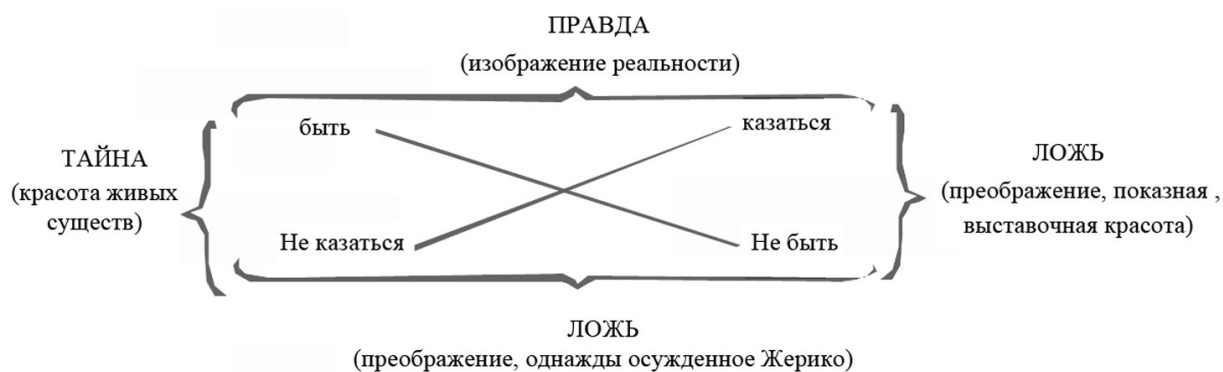 ПРАВДА
(изображение реальности)
быть
казаться
ТАЙНА
(красота живых
существ)
ЛОЖЬ
(преображение, показная ,
выставочная красота)
Не казаться
Не быть
ЛОЖЬ
(преображение, однажды осужденное Жерико)